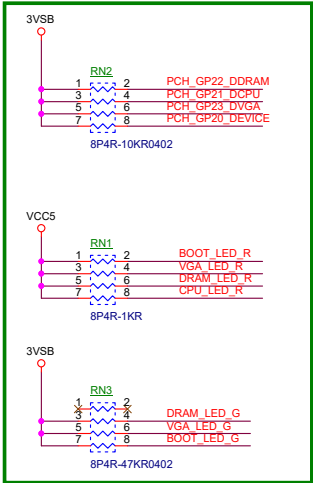 3VSB
RN2
1 2 PCH_GP22_DDRAM
3 4 PCH_GP21_DCPU
5 6 PCH_GP23_DVGA
7 8 PCH_GP20_DEVICE
8P4R-10KR0402
VCC5
RN1
1 2 BOOT_LED_R
3 4 VGA_LED_R
5 6 DRAM_LED_R
7 8 CPU_LED_R
8P4R-1KR
3VSB
RN3
1 2
3 4 DRAM_LED_G
5 6 VGA_LED_G
7 8 BOOT_LED_G
8P4R-47KR0402